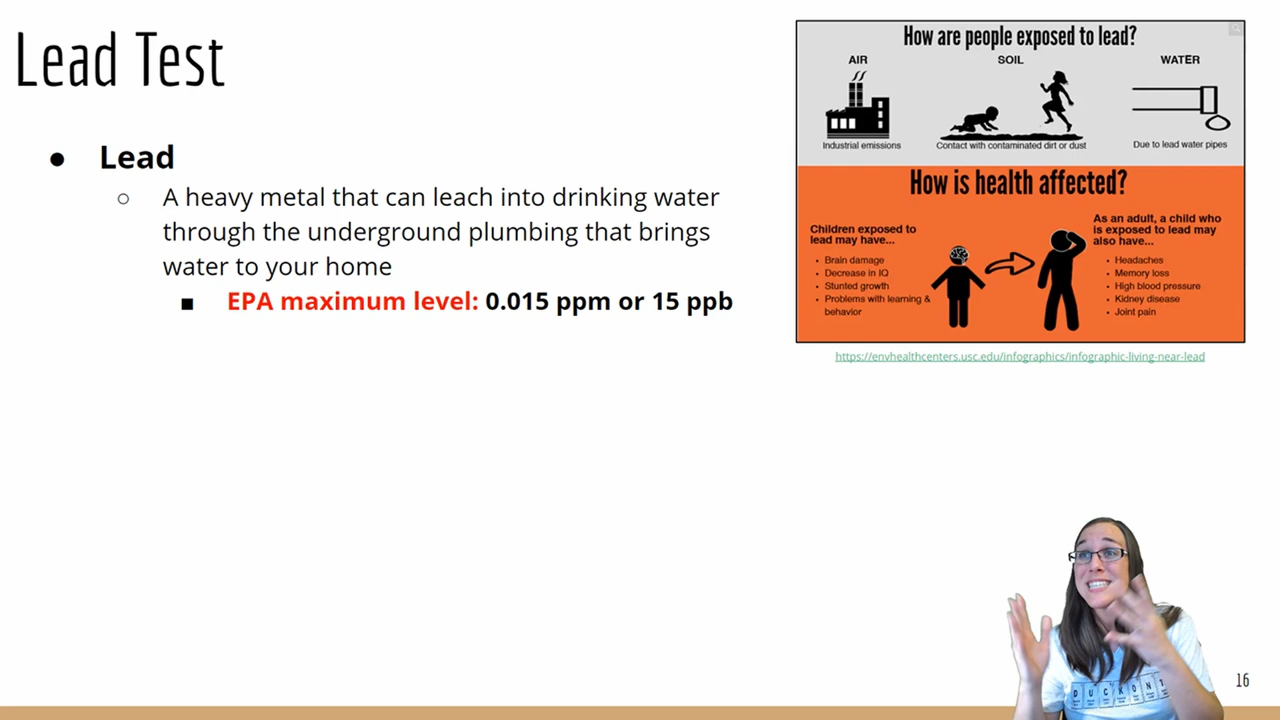 Lead Test
● Lead
○ A heavy metal that can leach into drinking water
through the underground plumbing that brings
water to your home
■ EPA maximum level: 0.015 ppm or 15 ppb
How are people exposed to lead?
AIR
SOIL
WATER
Industrial emissions
Contact with contaminated dirt or dust
Due to lead water pipes
How is health affected?
Children exposed to
lead may have...
• Brain damage
• Decrease in IQ
• Stunted growth
• Problems with learning &
behavior
As an adult, a child who
is exposed to lead may
also have...
• Headaches
• Memory loss
• High blood pressure
• Kidney disease
• Joint pain
https://envhealthcenters.usc.edu/infographics/infographic-living-near-lead
D U C K O N T
16